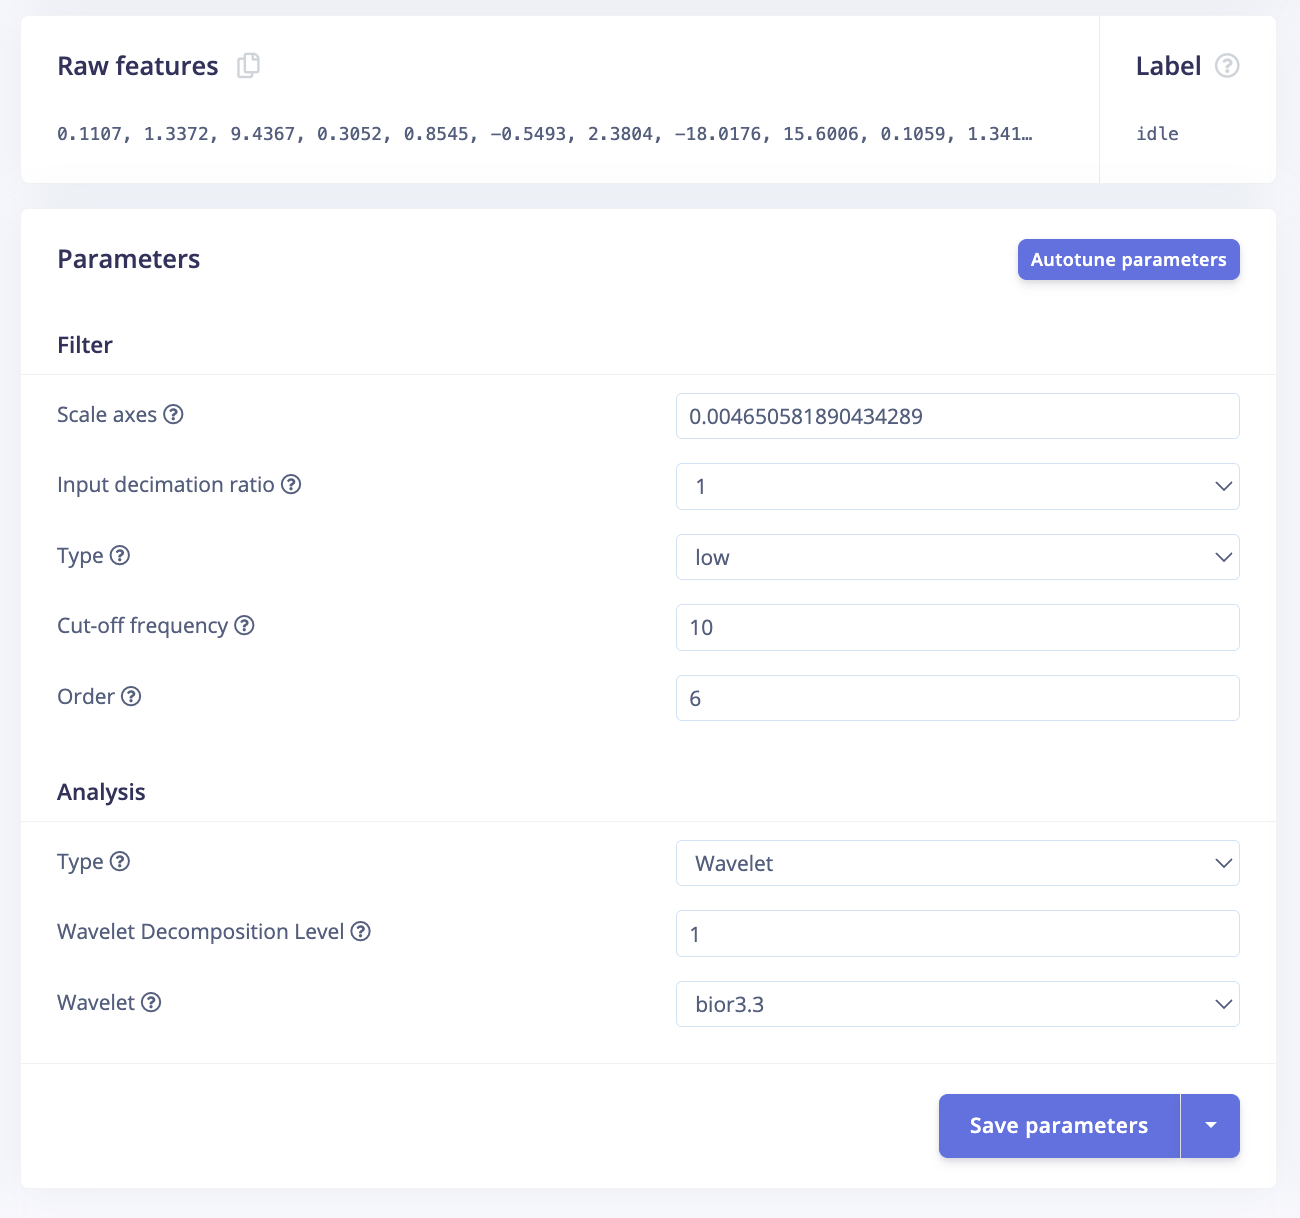 Raw features
Label
0.1107, 1.3372, 9.4367, 0.3052, 0.8545, −0.5493, 2.3804, −18.0176, 15.6006, 0.1059, 1.341…
idle
Parameters
Autotune parameters
Filter
Scale axes
0.004650581890434289
Input decimation ratio
1
Type
low
Cut-off frequency
10
Order
6
Analysis
Type
Wavelet
Wavelet Decomposition Level
1
Wavelet
bior3.3
Save parameters